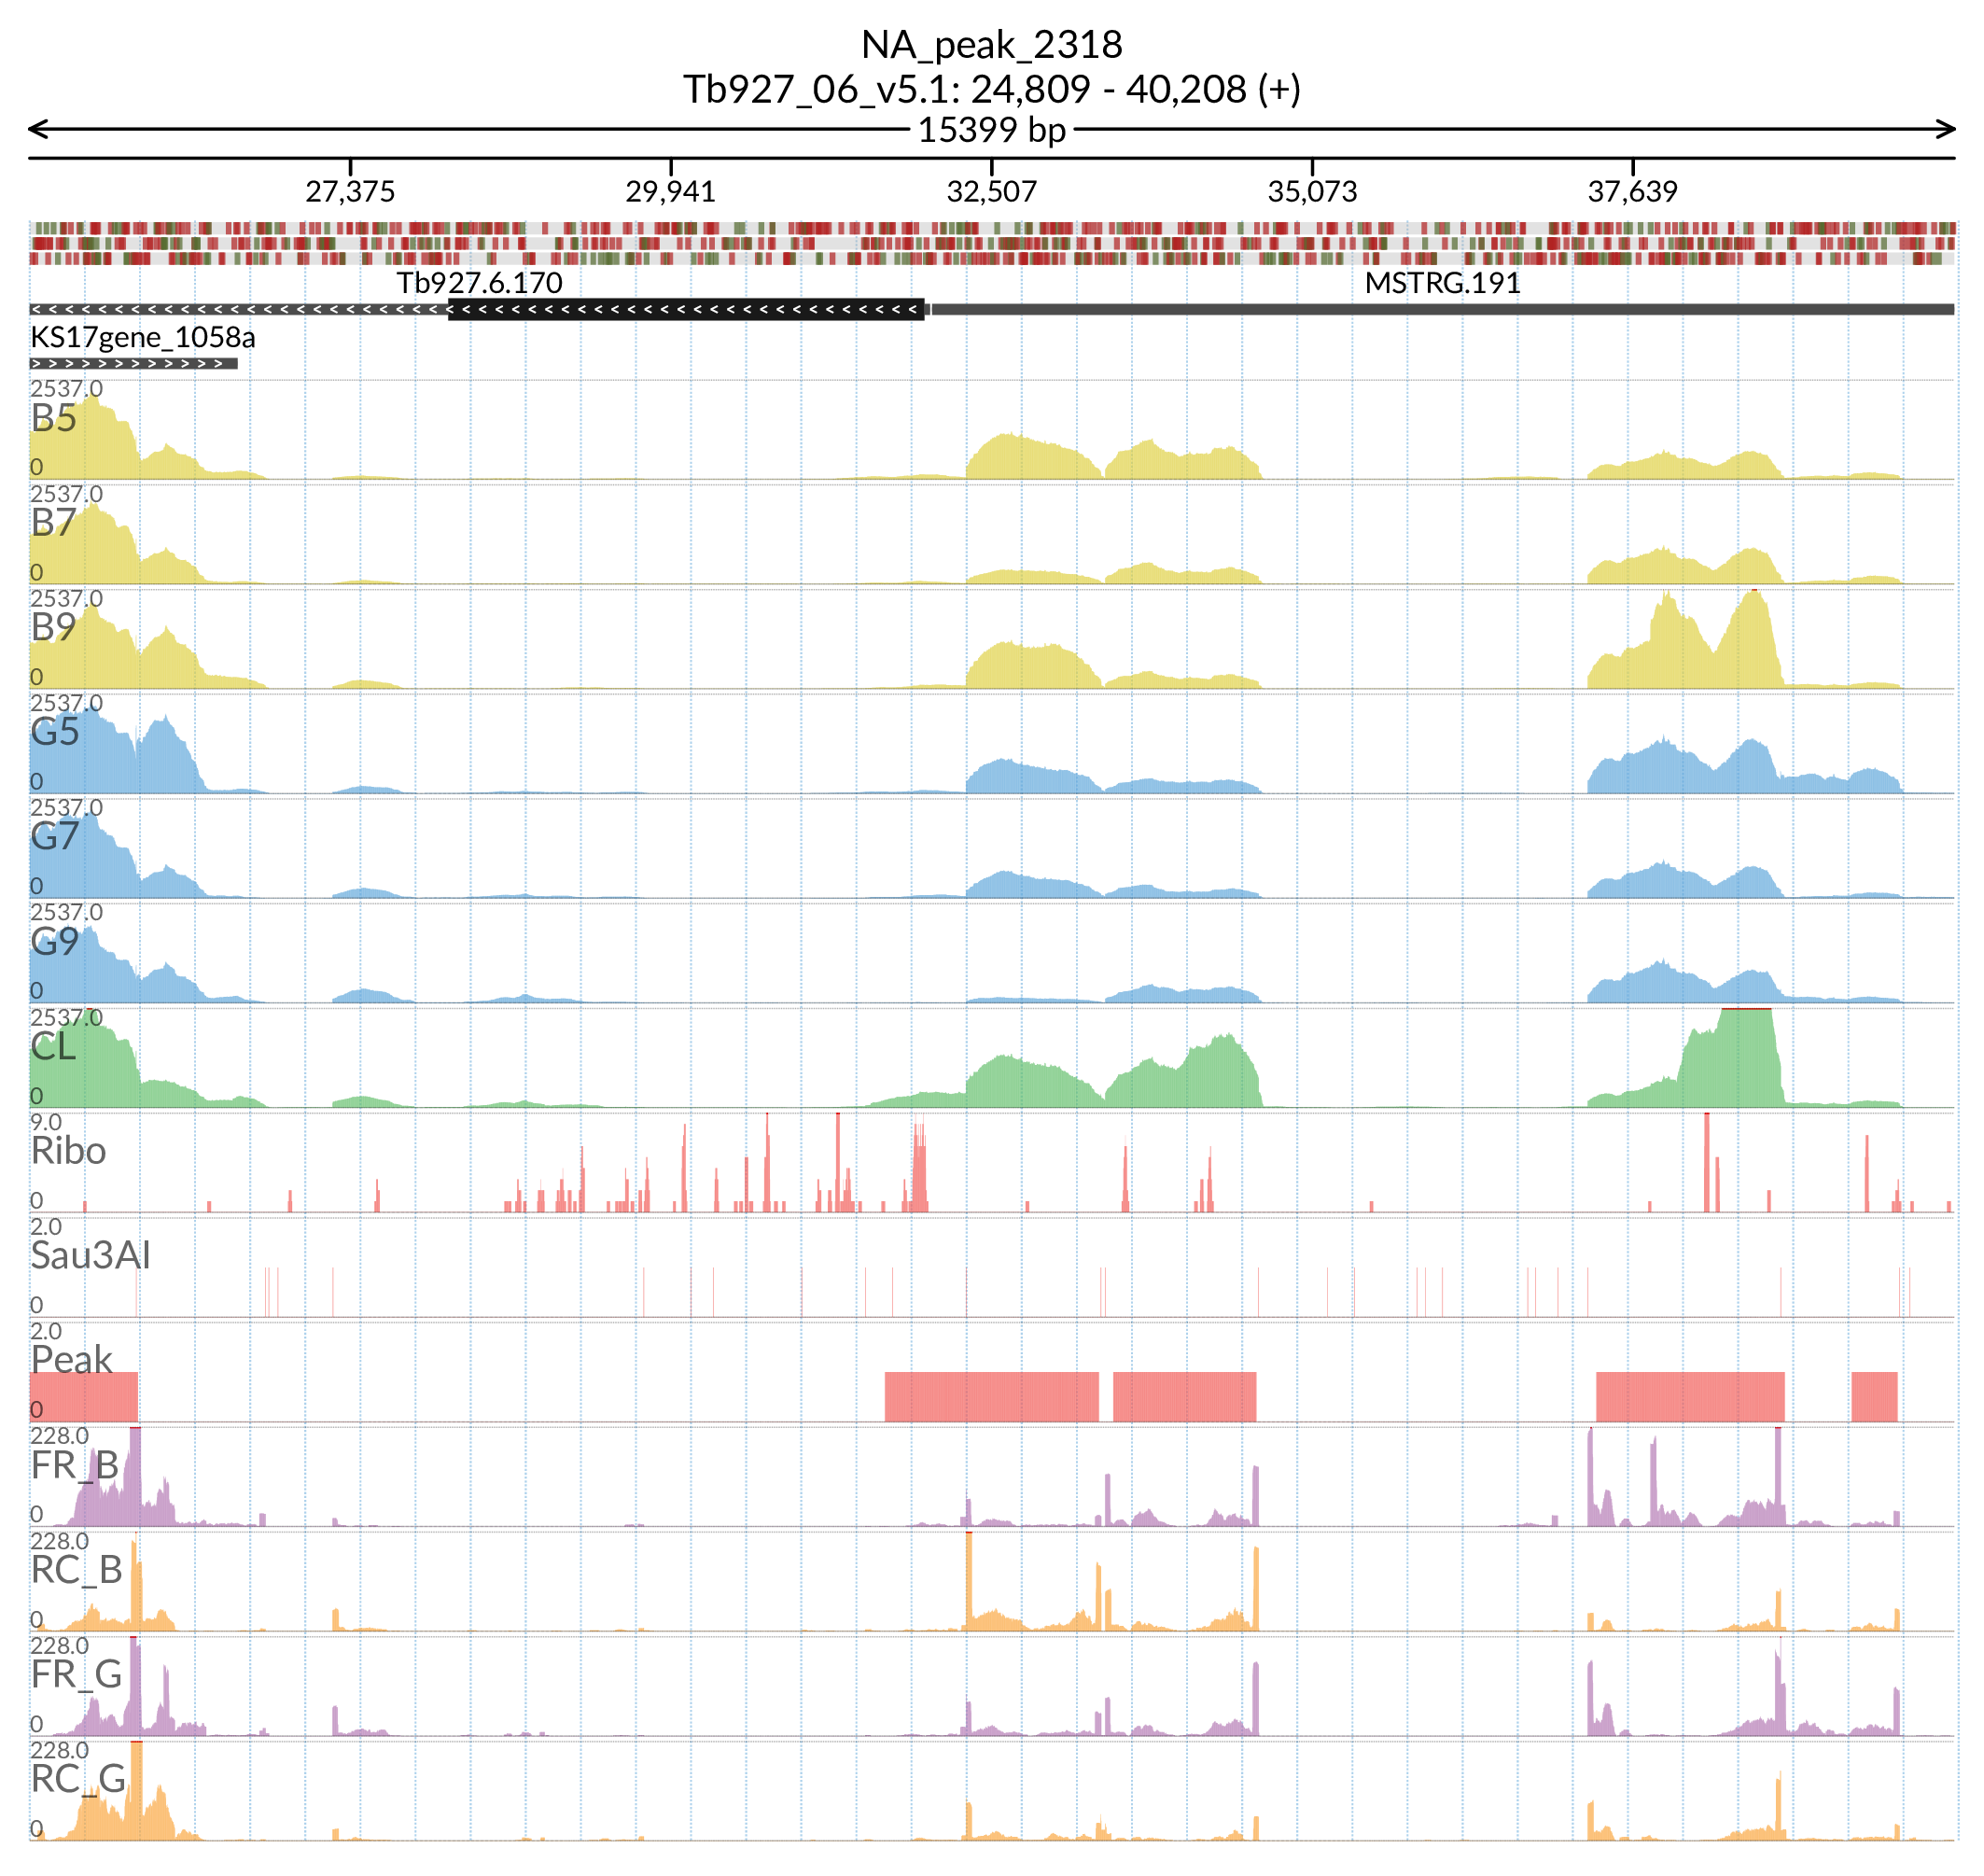 NA_peak_2318
Tb927_06_v5.1: 24,809 - 40,208 (+)
15399 bp
27,375 29,941 32,507 35,073 37,639
Tb927.6.170 MSTRG.191
KS17gene_1058a
2537.0
B5
0
2537.0
B7
0
2537.0
B9
0
2537.0
G5
0
2537.0
G7
0
2537.0
G9
0
2537.0
CL
0
9.0
Ribo
0
2.0
Sau3AI
0
2.0
Peak
0
228.0
FR_B
0
228.0
RC_B
0
228.0
FR_G
0
228.0
RC_G
0